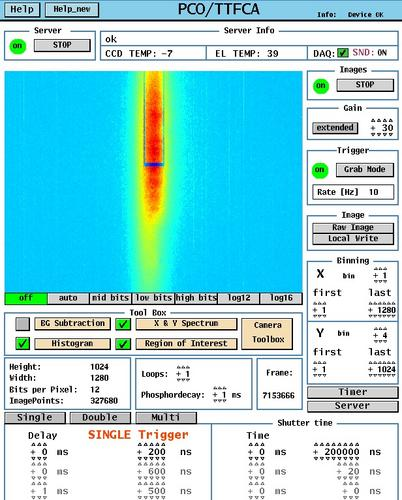 Help Help_new PCO/TTFCA Info: Device OK
Server
on STOP
Server Info
ok
CCD TEMP: -7 EL TEMP: 39 DAQ: SND: ON
Images
on STOP
Gain
extended + 30
Trigger
on Grab Mode
Rate [Hz] 10
Image
Raw Image
Local Write
Binning
X bin + 1
first last
+ 1 + 1280
Y bin + 4
first last
+ 1 + 1024
Timer
Server
off auto mid bits low bits high bits log12 log16
Tool Box
BG Subtraction X & Y Spectrum
Histogram Region of Interest
Camera
Toolbox
Height: 1024
Width: 1280
Bits per Pixel: 12
ImagePoints: 327680
Loops: + 1
Phosphordecay: + 1 ms
Frame:
7153666
Single Double Multi
SINGLE Trigger
Shutter time
Delay Time
+ 0 ms + 200 ns + 0 ms + 200000 ns
+ 0 ms + 600 ns + 0 ms + 20 ns
+ 1 ms + 500 ns + 0 ms + 0 ns